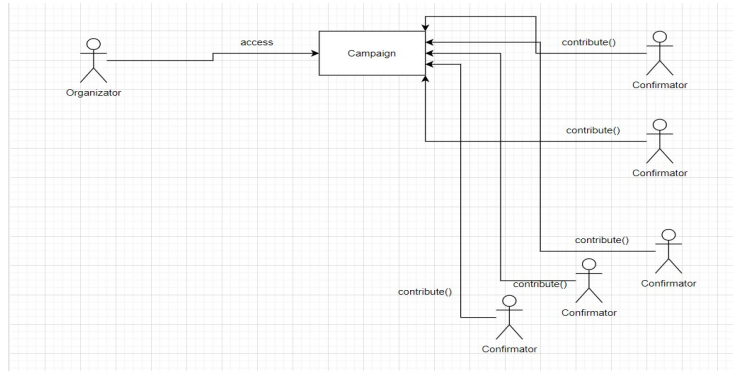 access
contribute()
Campaign
Organizator
Confirmator
contribute()
Confirmator
contribute()
Confirmator
contribute()
contribute()
Confirmator
Confirmator